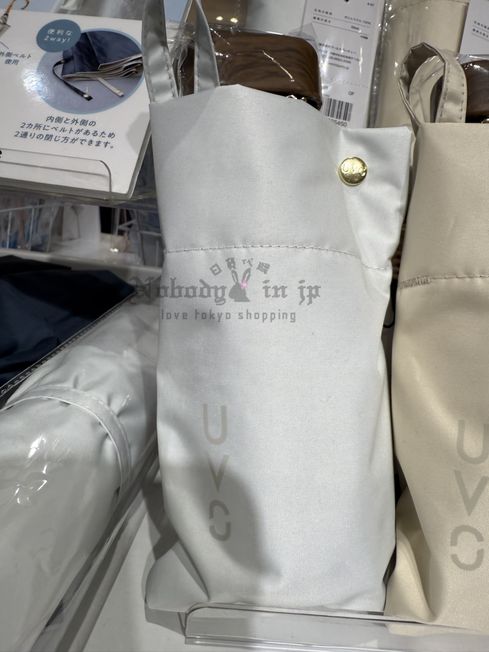 便利な
2way!
外側ベルト
使用
内側と外側の
2カ所にベルトがあるため
2通りの閉じ方ができます。
日本代購
Nobody in jp
love tokyo shopping
UVO
UVO